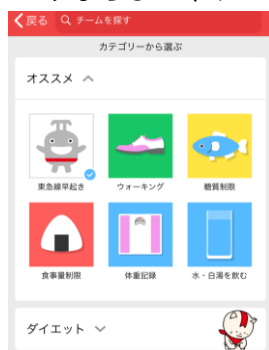 戻る チームを探す
カテゴリーから選ぶ
オススメ
東急線早起き ウォーキング 糖質制限
食事量制限 体重記録 水・白湯を飲む
ダイエット